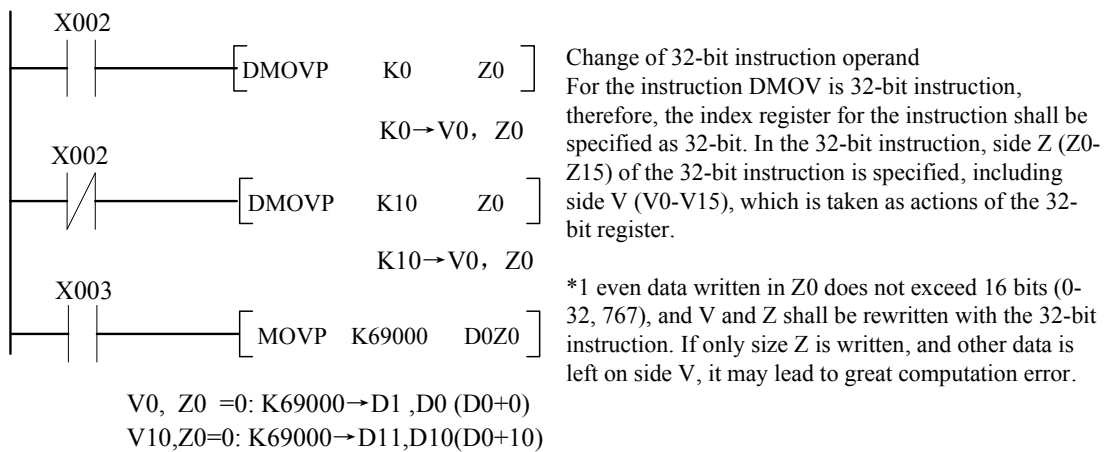 X002
DMOVP K0 Z0
K0→V0，Z0
X002
DMOVP K10 Z0
K10→V0，Z0
X003
MOVP K69000 D0Z0
V0, Z0 =0: K69000→D1 ,D0 (D0+0)
V10,Z0=0: K69000→D11,D10(D0+10)
Change of 32-bit instruction operand
For the instruction DMOV is 32-bit instruction,
therefore, the index register for the instruction shall be
specified as 32-bit. In the 32-bit instruction, side Z (Z0-
Z15) of the 32-bit instruction is specified, including
side V (V0-V15), which is taken as actions of the 32-
bit register.
*1 even data written in Z0 does not exceed 16 bits (0-
32, 767), and V and Z shall be rewritten with the 32-bit
instruction. If only size Z is written, and other data is
left on side V, it may lead to great computation error.